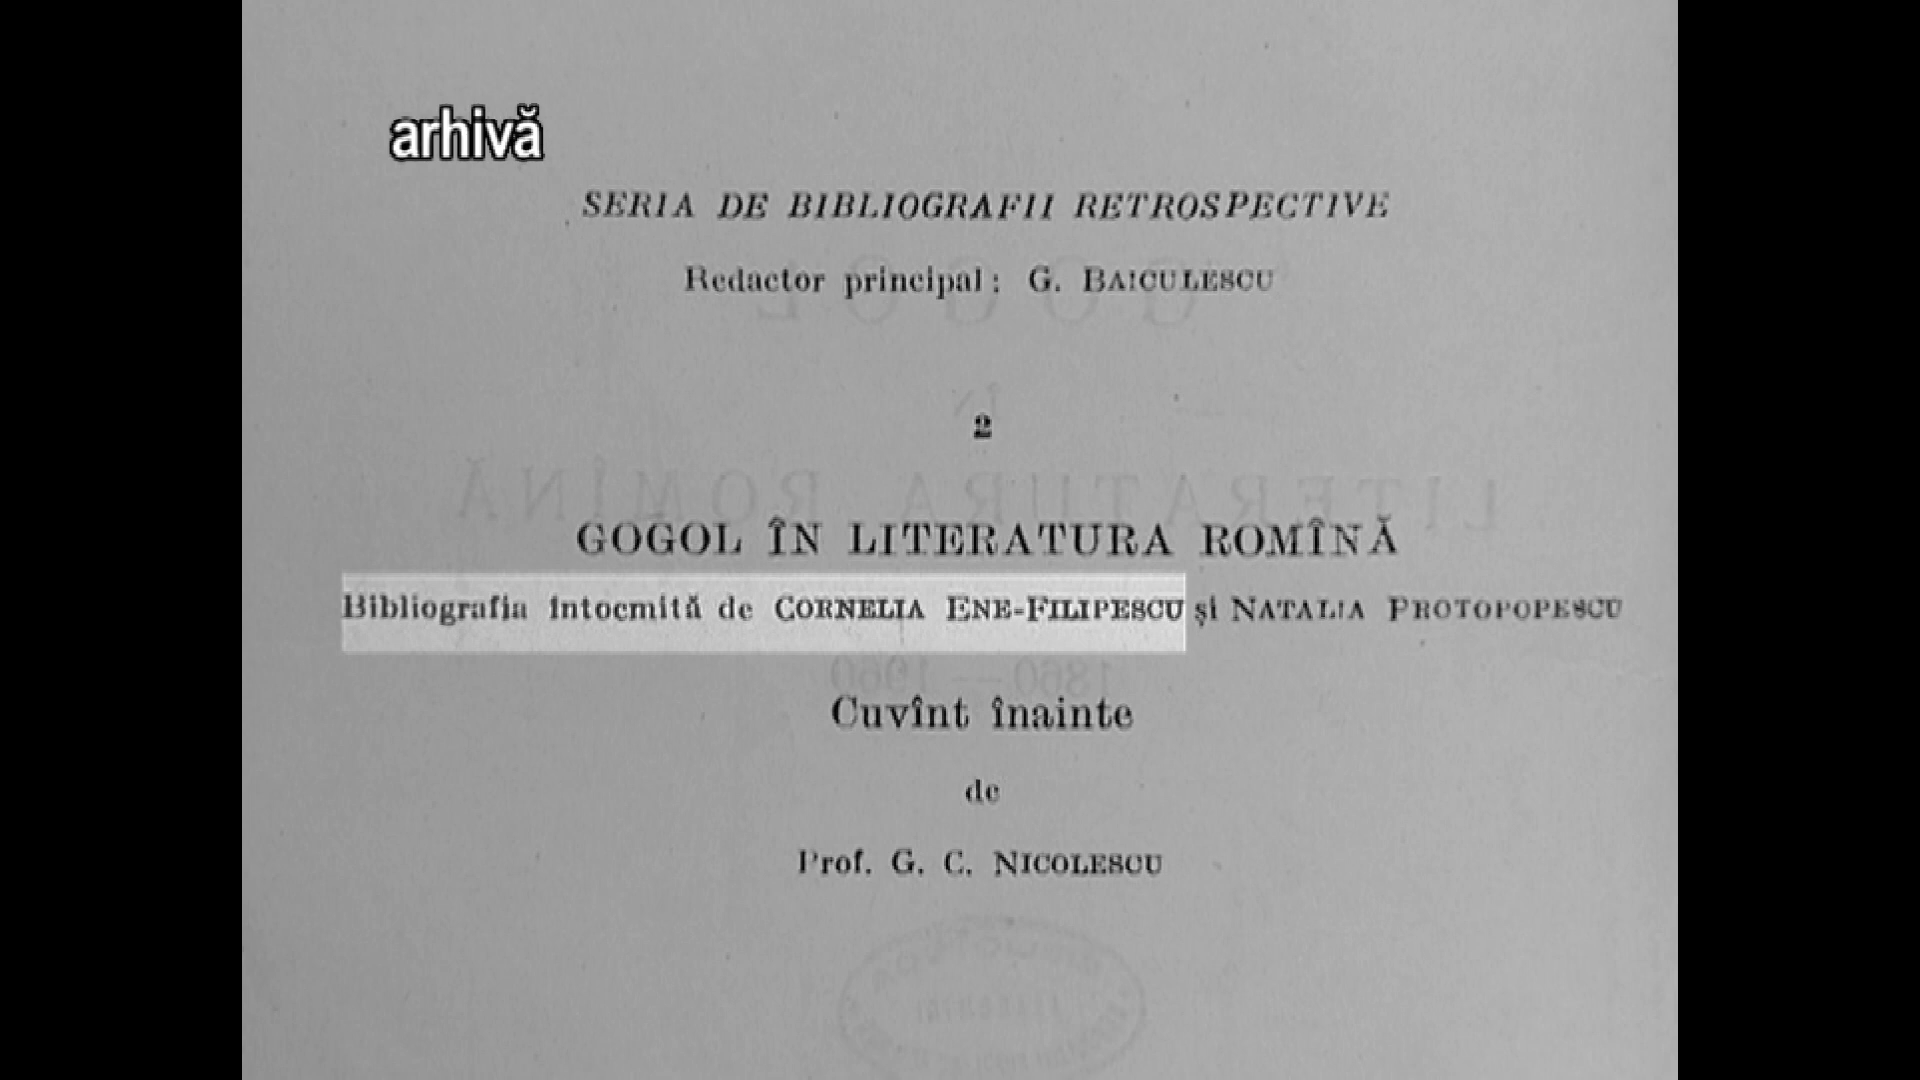 arhivă
SERIA DE BIBLIOGRAFII RETROSPECTIVE
Redactor principal: G. BAICULESCU
2
GOGOL ÎN LITERATURA ROMÎNĂ
Bibliografia întocmită de CORNELIA ENE-FILIPESCU și NATALIA PROTOPOPESCU
Cuvînt înainte
de
Prof. G. C. NICOLESCU